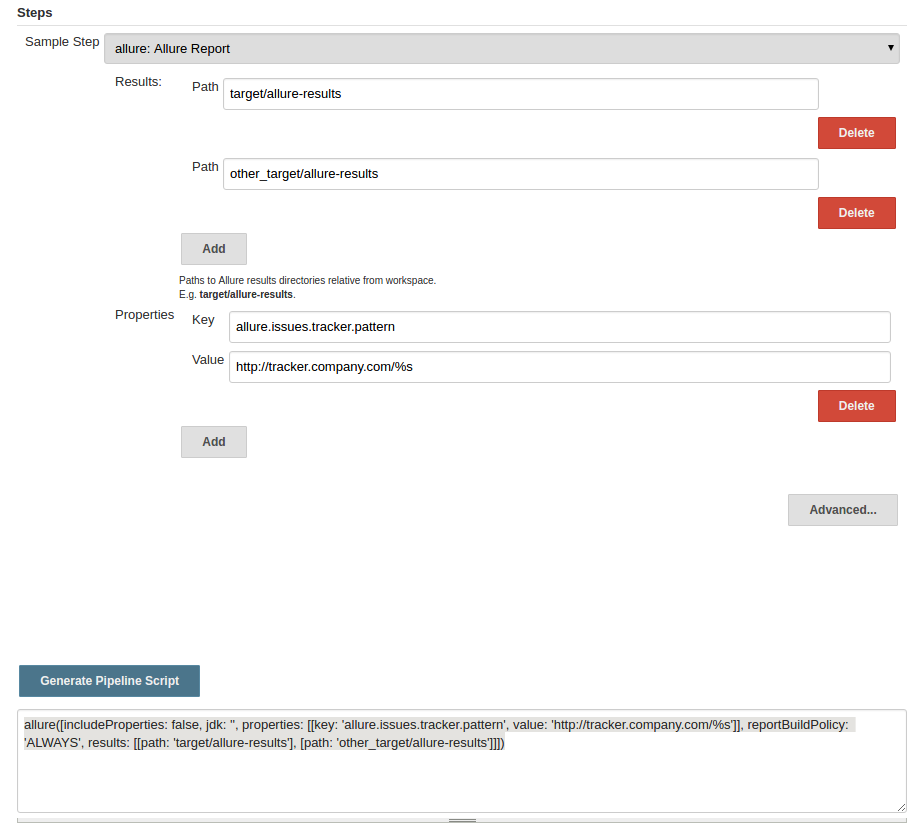 Steps
Sample Step allure: Allure Report
Results: Path target/allure-results
Delete
Path other_target/allure-results
Delete
Add
Paths to Allure results directories relative from workspace.
E.g. target/allure-results.
Properties Key allure.issues.tracker.pattern
Value http://tracker.company.com/%s
Delete
Add
Advanced...
Generate Pipeline Script
allure([includeProperties: false, jdk: '', properties: [[key: 'allure.issues.tracker.pattern', value: 'http://tracker.company.com/%s']], reportBuildPolicy:
'ALWAYS', results: [[path: 'target/allure-results'], [path: 'other_target/allure-results']]])